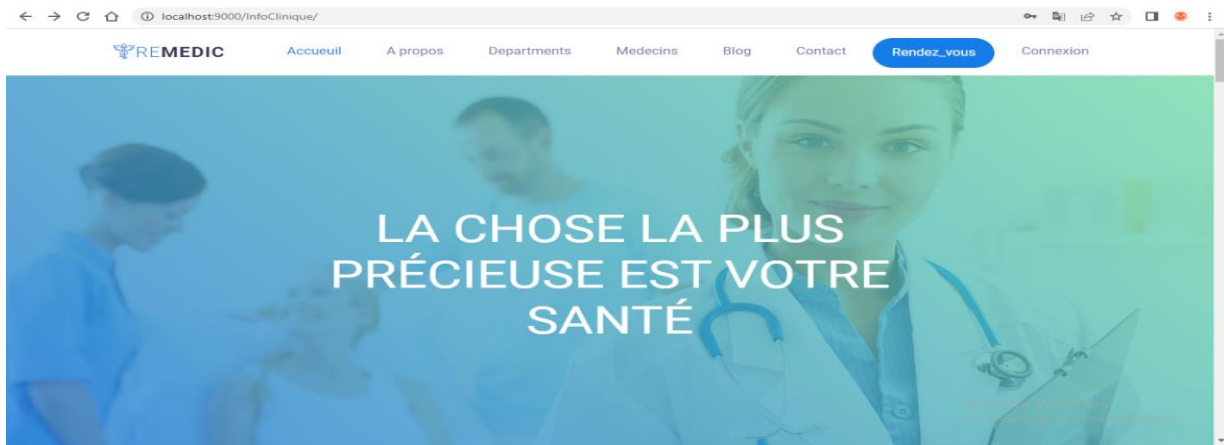 localhost:9000/InfoClinique/
REMEDIC Accueuil A propos Departments Medecins Blog Contact Rendez_vous Connexion
LA CHOSE LA PLUS
PRÉCIEUSE EST VOTRE
SANTÉ